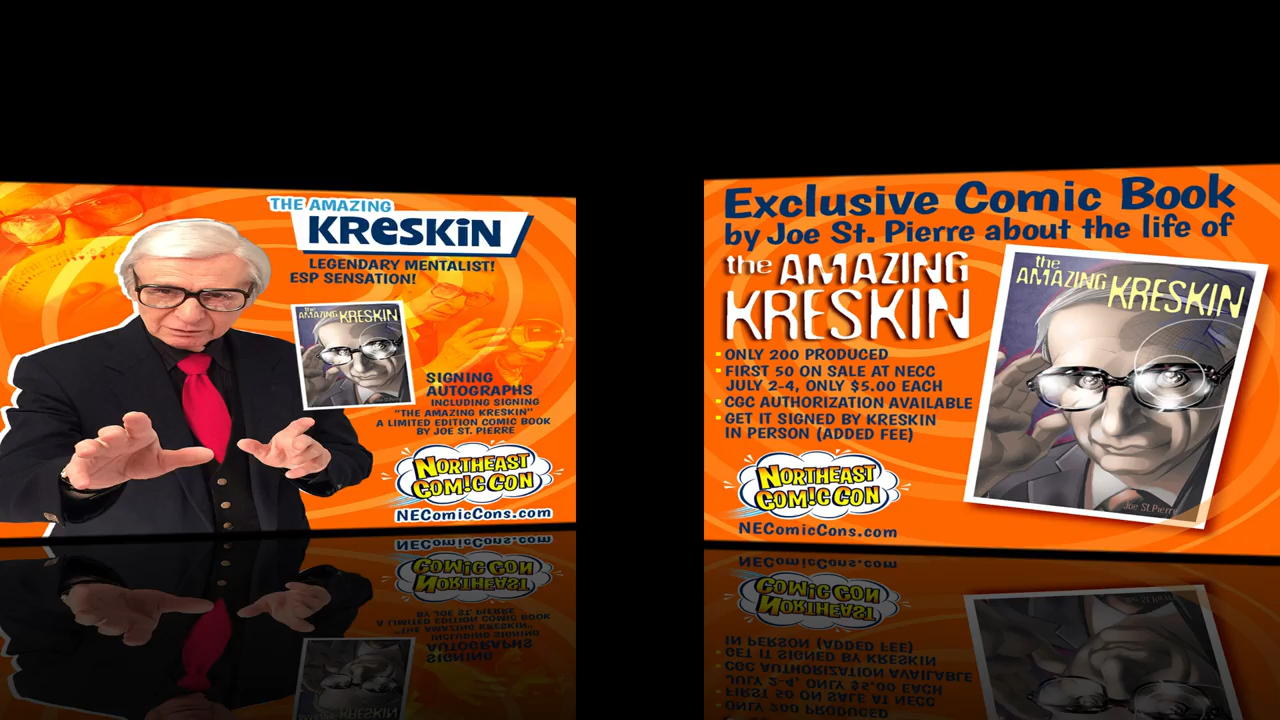 THE AMAZING
KRESKIN
LEGENDARY MENTALIST!
ESP SENSATION!
the
AMAZING KRESKIN
SIGNING
AUTOGRAPHS
INCLUDING SIGNING
"THE AMAZING KRESKIN"
A LIMITED EDITION COMIC BOOK
BY JOE ST. PIERRE
NORTHEAST
COMIC CON
NEComicCons.com
Exclusive Comic Book
by Joe St. Pierre about the life of
the AMAZING
KRESKIN
ONLY 200 PRODUCED
FIRST 50 ON SALE AT NECC
JULY 2-4, ONLY $5.00 EACH
CGC AUTHORIZATION AVAILABLE
GET IT SIGNED BY KRESKIN
IN PERSON (ADDED FEE)
NORTHEAST
COM!C CON
NEComicCons.com
the
AMAZING KRESKIN
Joe St.Pierre